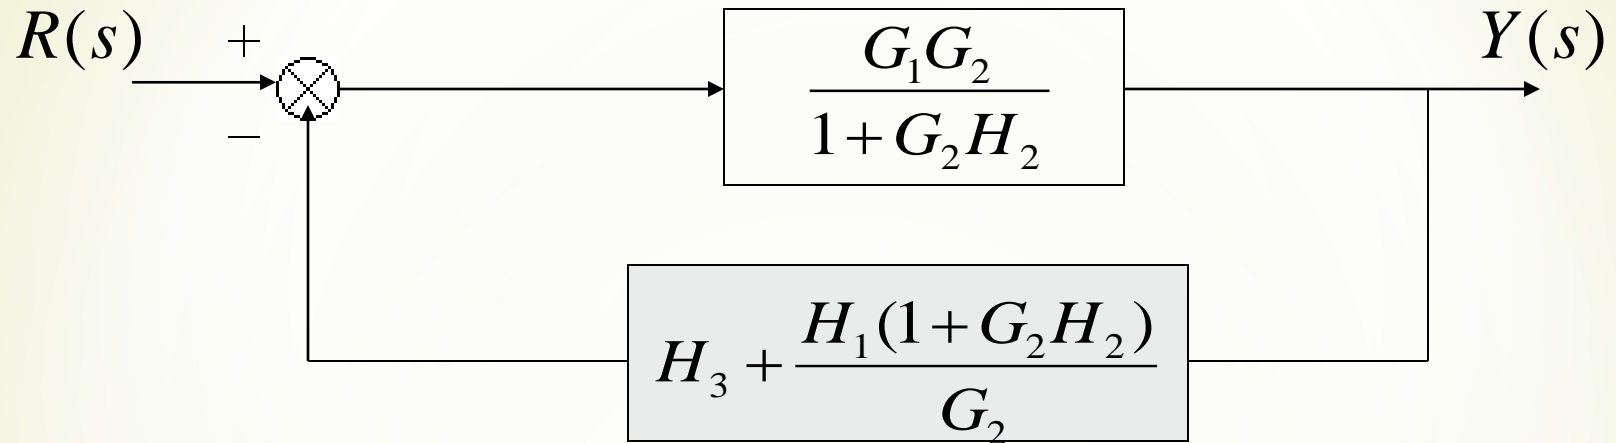 R(s) + Y(s)
−
G₁G₂
1 + G₂H₂
H₃ + H₁(1 + G₂H₂)
G₂